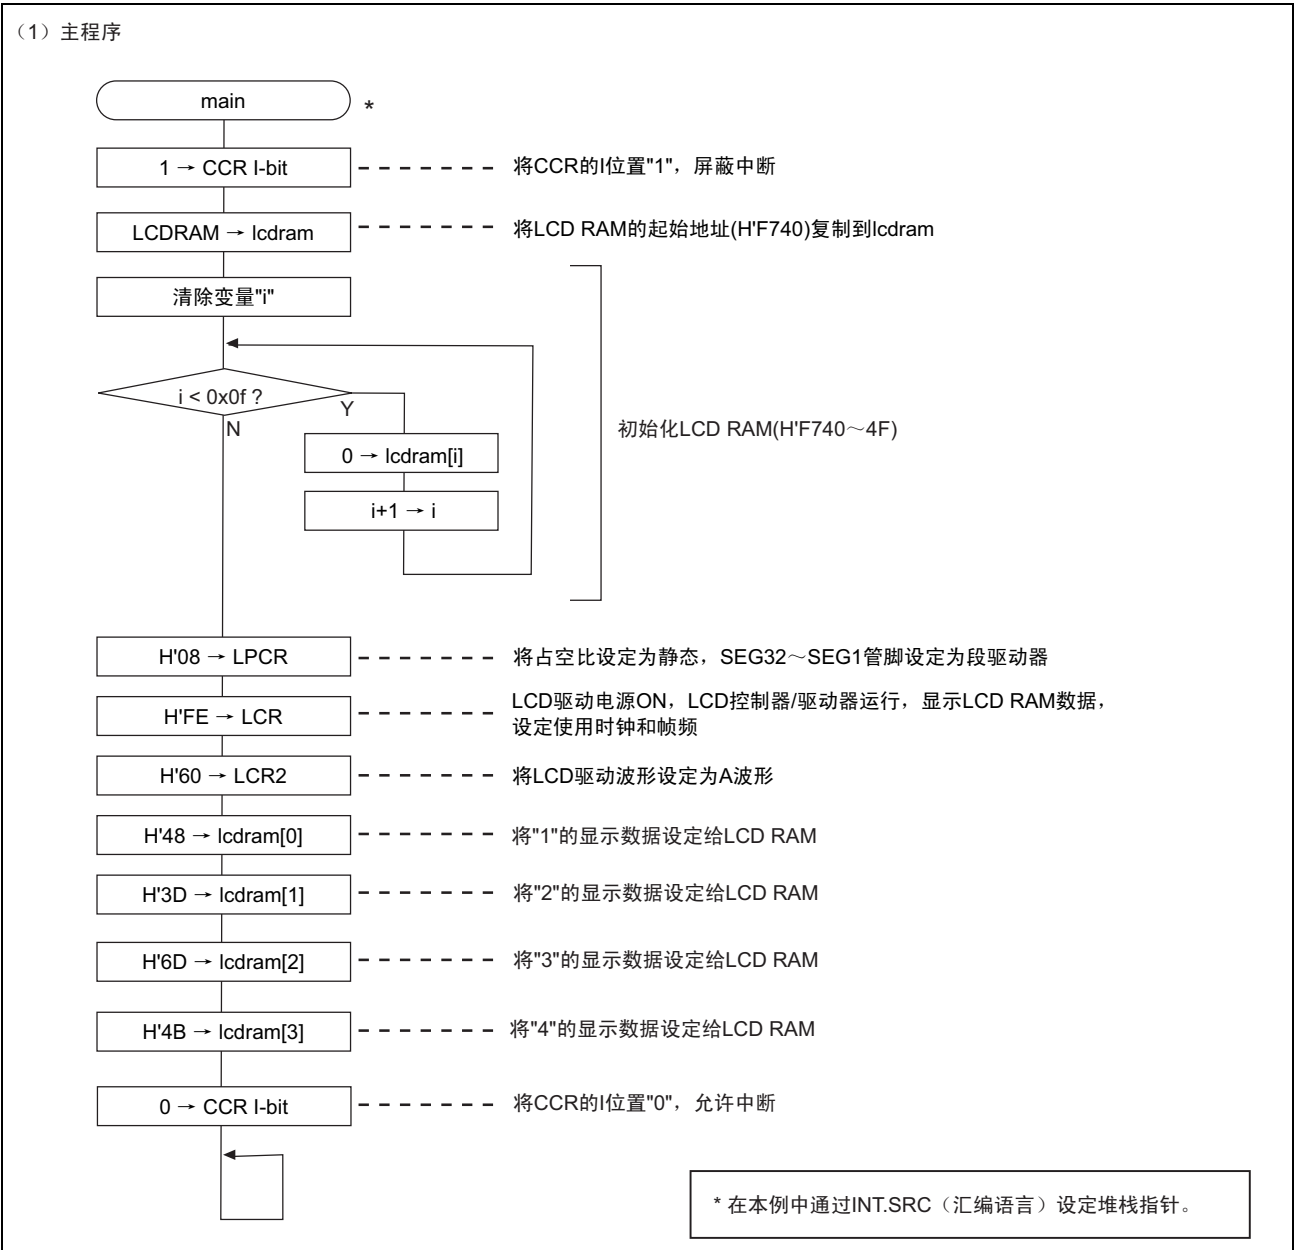 （1）主程序
main
*
1 → CCR I-bit
将CCR的I位置"1"，屏蔽中断
LCDRAM → lcdram
将LCD RAM的起始地址(H'F740)复制到lcdram
清除变量"i"
i < 0x0f ?
Y
N
0 → lcdram[i]
i+1 → i
初始化LCD RAM(H'F740～4F)
H'08 → LPCR
将占空比设定为静态，SEG32～SEG1管脚设定为段驱动器
H'FE → LCR
LCD驱动电源ON，LCD控制器/驱动器运行，显示LCD RAM数据，
设定使用时钟和帧频
H'60 → LCR2
将LCD驱动波形设定为A波形
H'48 → lcdram[0]
将"1"的显示数据设定给LCD RAM
H'3D → lcdram[1]
将"2"的显示数据设定给LCD RAM
H'6D → lcdram[2]
将"3"的显示数据设定给LCD RAM
H'4B → lcdram[3]
将"4"的显示数据设定给LCD RAM
0 → CCR I-bit
将CCR的I位置"0"，允许中断
* 在本例中通过INT.SRC（汇编语言）设定堆栈指针。